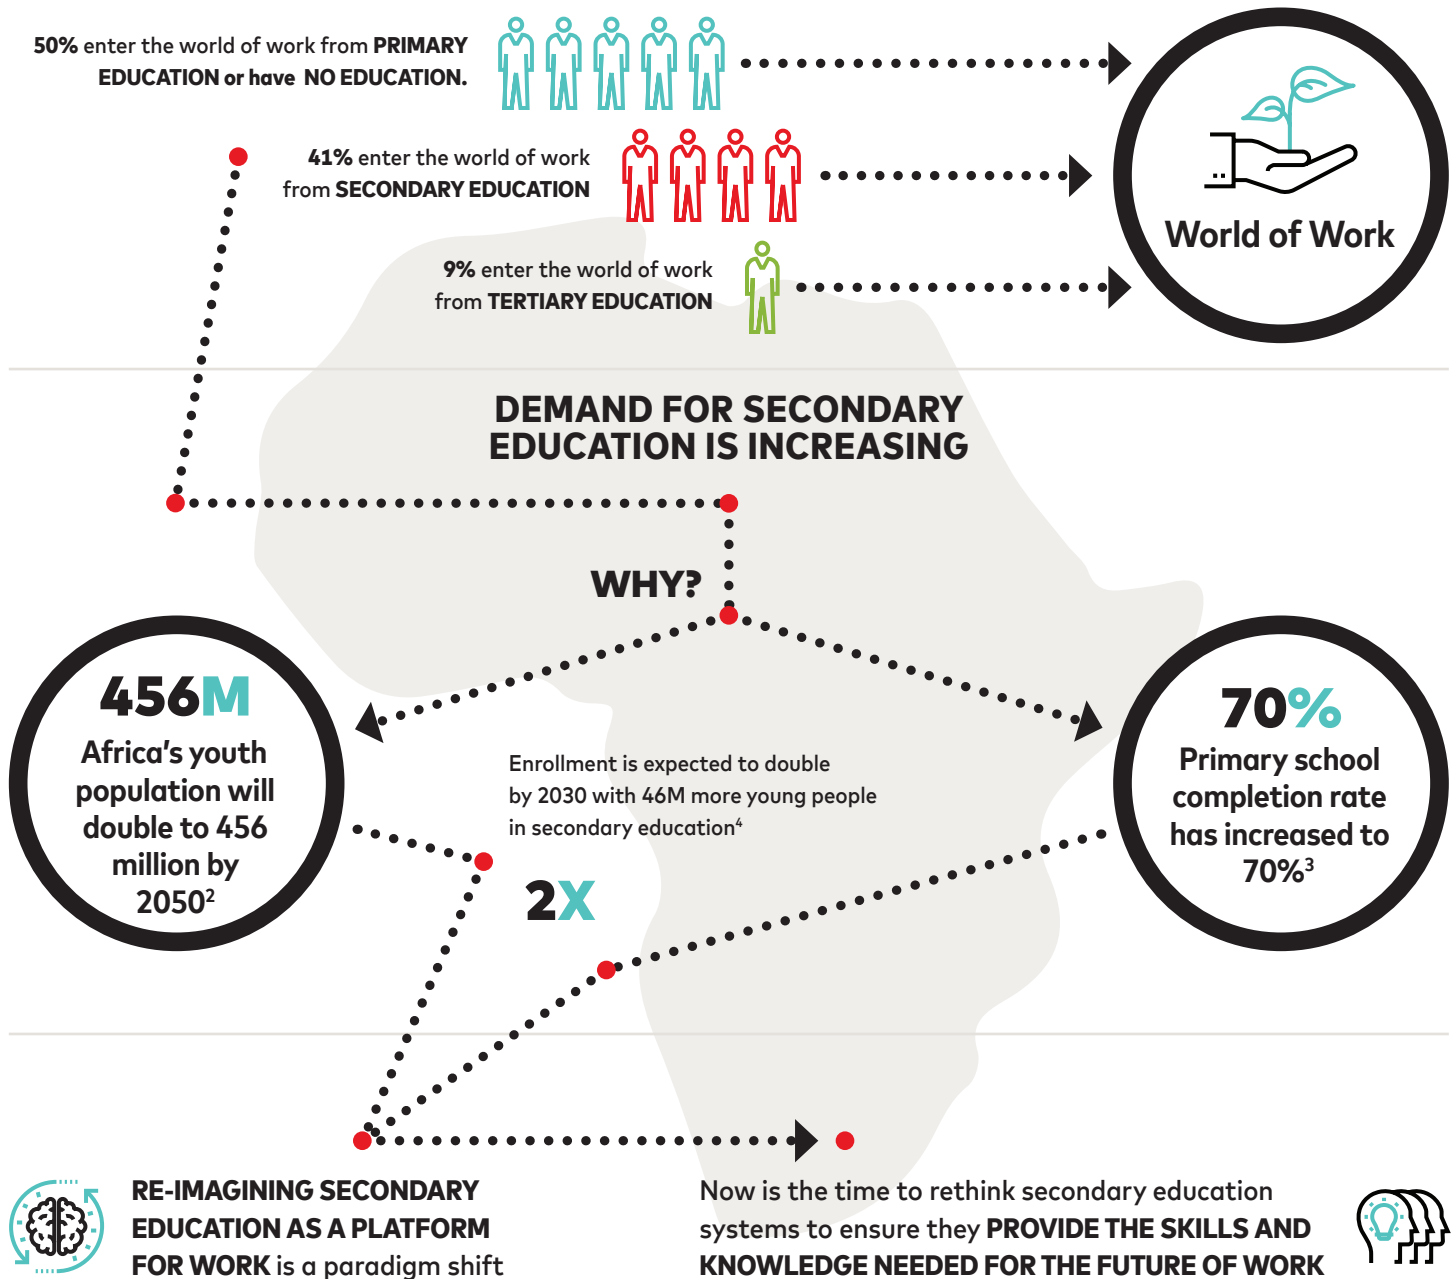 50% enter the world of work from PRIMARY
EDUCATION or have NO EDUCATION.
41% enter the world of work
from SECONDARY EDUCATION
9% enter the world of work
from TERTIARY EDUCATION
World of Work
DEMAND FOR SECONDARY
EDUCATION IS INCREASING
WHY?
456M
Africa's youth
population will
double to 456
million by
2050²
Enrollment is expected to double
by 2030 with 46M more young people
in secondary education⁴
2X
70%
Primary school
completion rate
has increased to
70%³
RE-IMAGINING SECONDARY
EDUCATION AS A PLATFORM
FOR WORK is a paradigm shift
Now is the time to rethink secondary education
systems to ensure they PROVIDE THE SKILLS AND
KNOWLEDGE NEEDED FOR THE FUTURE OF WORK